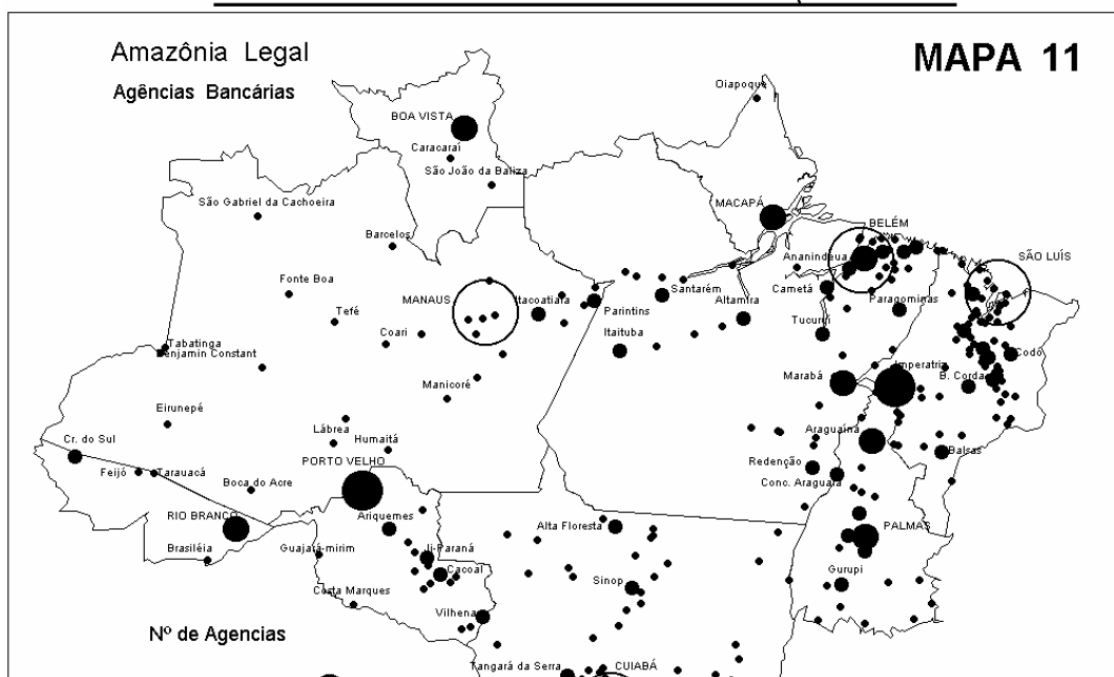 Amazônia Legal
MAPA 11
Agências Bancárias
Oiapoque
BOA VISTA
Caracaraí
São João da Baliza
São Gabriel da Cachoeira
MACAPÁ
BELÉM
Barcelos
Ananindeua
SÃO LUÍS
Fonte Boa
MANAUS
Itacoatiara
Parintins
Santarém
Altamira
Cametá
Paragominas
Tefé
Coari
Itaituba
Tucuruí
Tabatinga
Benjamin Constant
Codó
Manicoré
Marabá
Imperatriz
B. Corda
Eirunepé
Lábrea
Humaitá
Araguaína
Cr. do Sul
Balsas
Feijó
Tarauacá
PORTO VELHO
Redenção
Conc. Araguaia
Boca do Acre
RIO BRANCO
Ariquemes
Alta Floresta
PALMAS
Brasiléia
Guajará-mirim
Ji-Paraná
Cacoal
Sinop
Gurupi
Costa Marques
Vilhena
Nº de Agencias
Tangará da Serra
CUIABÁ